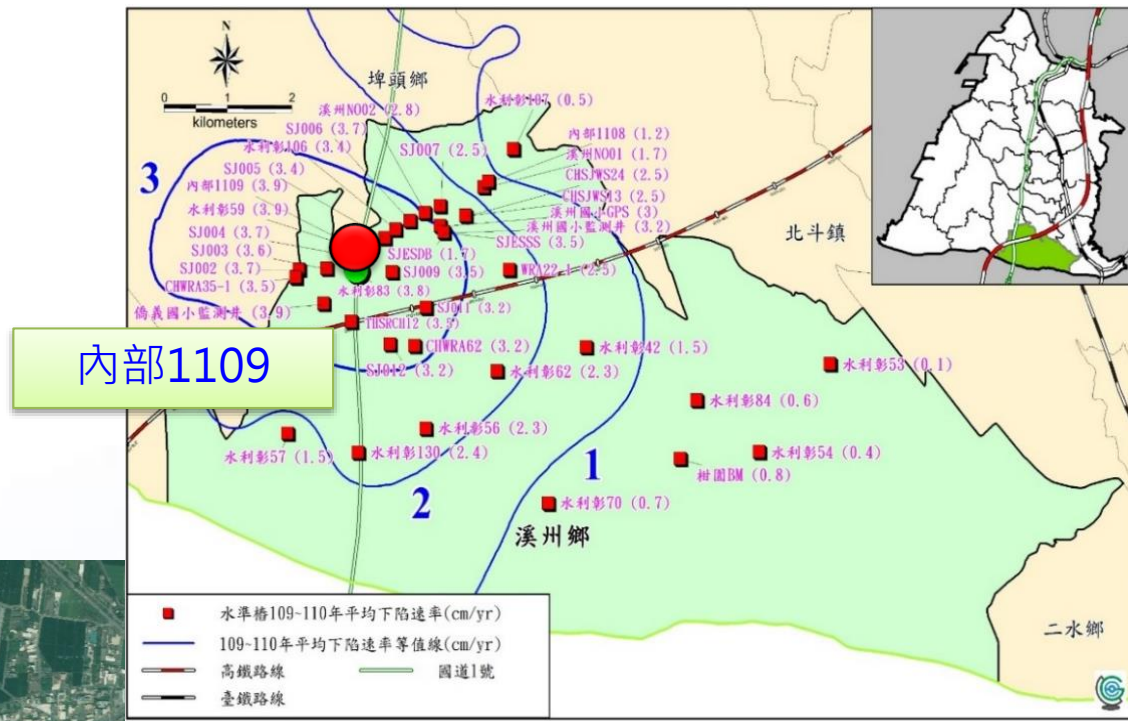 N
0 1 2
kilometers
埤頭鄉
水利彰107 (0.5)
溪州NO02 (2.8)
SJ006 (3.7)
水利彰106 (3.4)
SJ005 (3.4)
內部1109 (3.9)
水利彰59 (3.9)
SJ004 (3.7)
SJ003 (3.6)
SJ002 (3.7)
CHWRA35-1 (3.5)
僑義國小監測井 (3.9)
SJ007 (2.5)
內部1108 (1.2)
溪州NO01 (1.7)
CHSJWS24 (2.5)
CHSJWS13 (2.5)
溪州國小GPS (3)
溪州國小監測井 (3.2)
SJESSS (3.5)
北斗鎮
SJESDB (1.7)
SJ009 (3.5)
WRA22-1 (2.5)
水利彰83 (3.8)
SJ011 (3.2)
THSRCH12 (3.5)
3
內部1109
CHWRA62 (3.2)
SJ012 (3.2)
水利彰42 (1.5)
水利彰62 (2.3)
水利彰53 (0.1)
水利彰84 (0.6)
水利彰56 (2.3)
水利彰57 (1.5)
水利彰130 (2.4)
水利彰54 (0.4)
柑園BM (0.8)
1
2
水利彰70 (0.7)
溪州鄉
二水鄉
水準樁109~110年平均下陷速率(cm/yr)
109~110年平均下陷速率等值線(cm/yr)
高鐵路線
國道1號
臺鐵路線